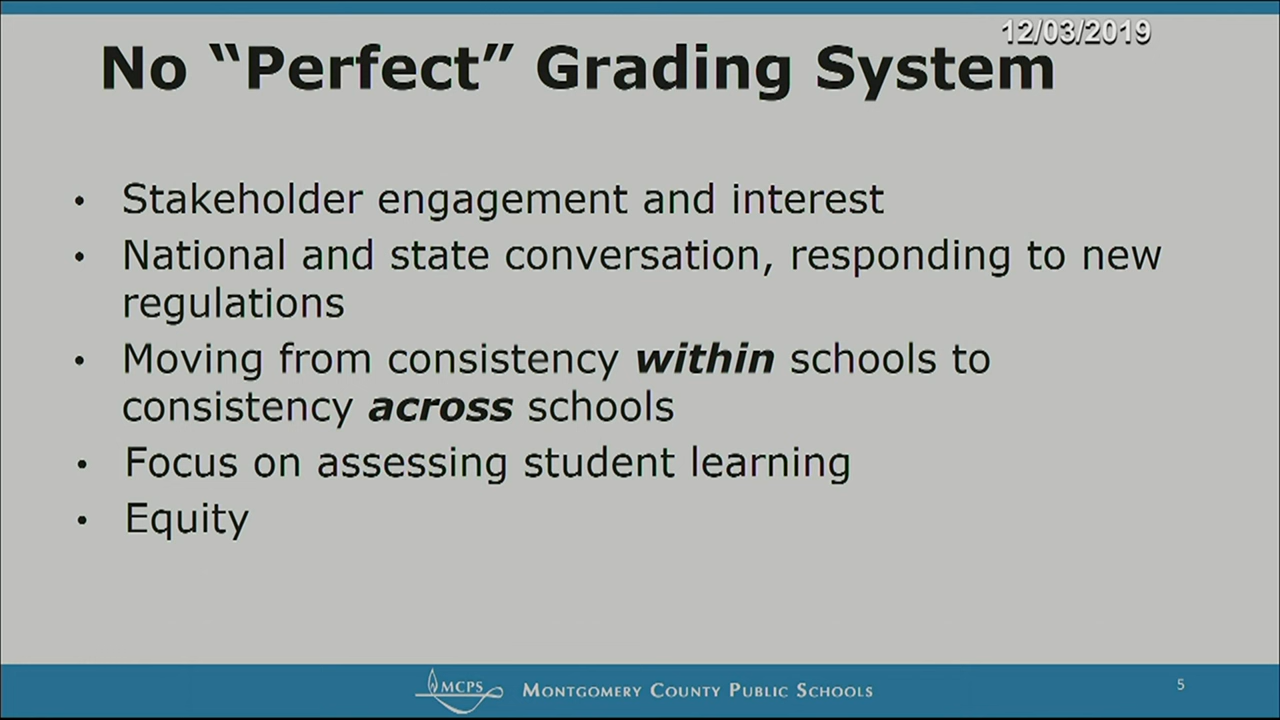 12/03/2019
No “Perfect” Grading System
• Stakeholder engagement and interest
• National and state conversation, responding to new
regulations
• Moving from consistency within schools to
consistency across schools
• Focus on assessing student learning
• Equity
MCPS
MONTGOMERY COUNTY PUBLIC SCHOOLS
5